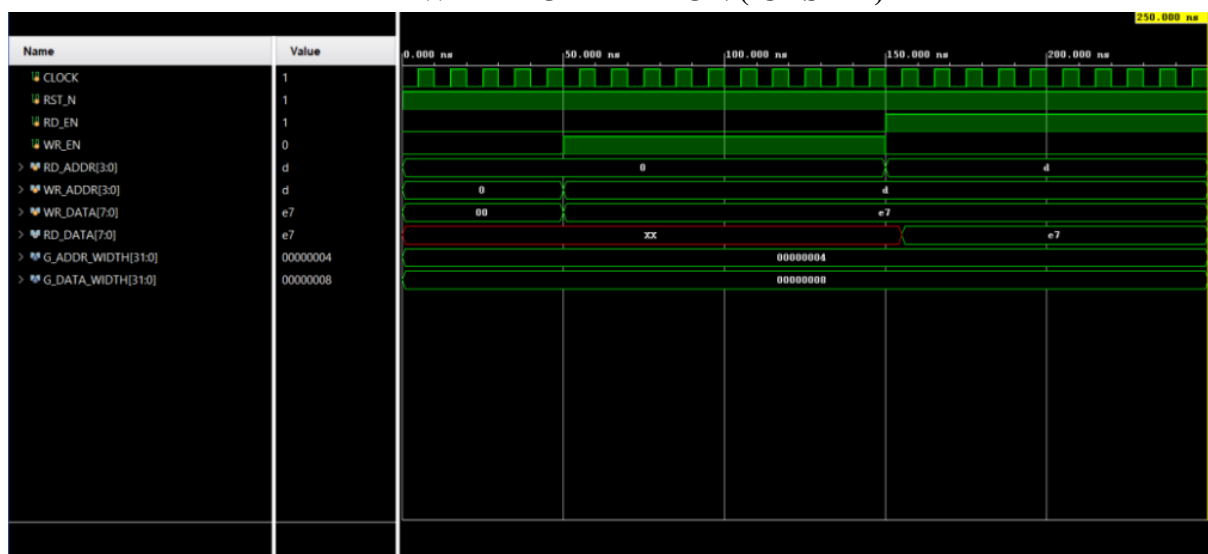 250.000 ns
Name Value 0.000 ns 50.000 ns 100.000 ns 150.000 ns 200.000 ns
CLOCK 1
RST_N 1
RD_EN 1
WR_EN 0
RD_ADDR[3:0] d 0 d
WR_ADDR[3:0] d 0 d
WR_DATA[7:0] e7 00 e7
RD_DATA[7:0] e7 XX e7
G_ADDR_WIDTH[31:0] 00000004 00000004
G_DATA_WIDTH[31:0] 00000008 00000008